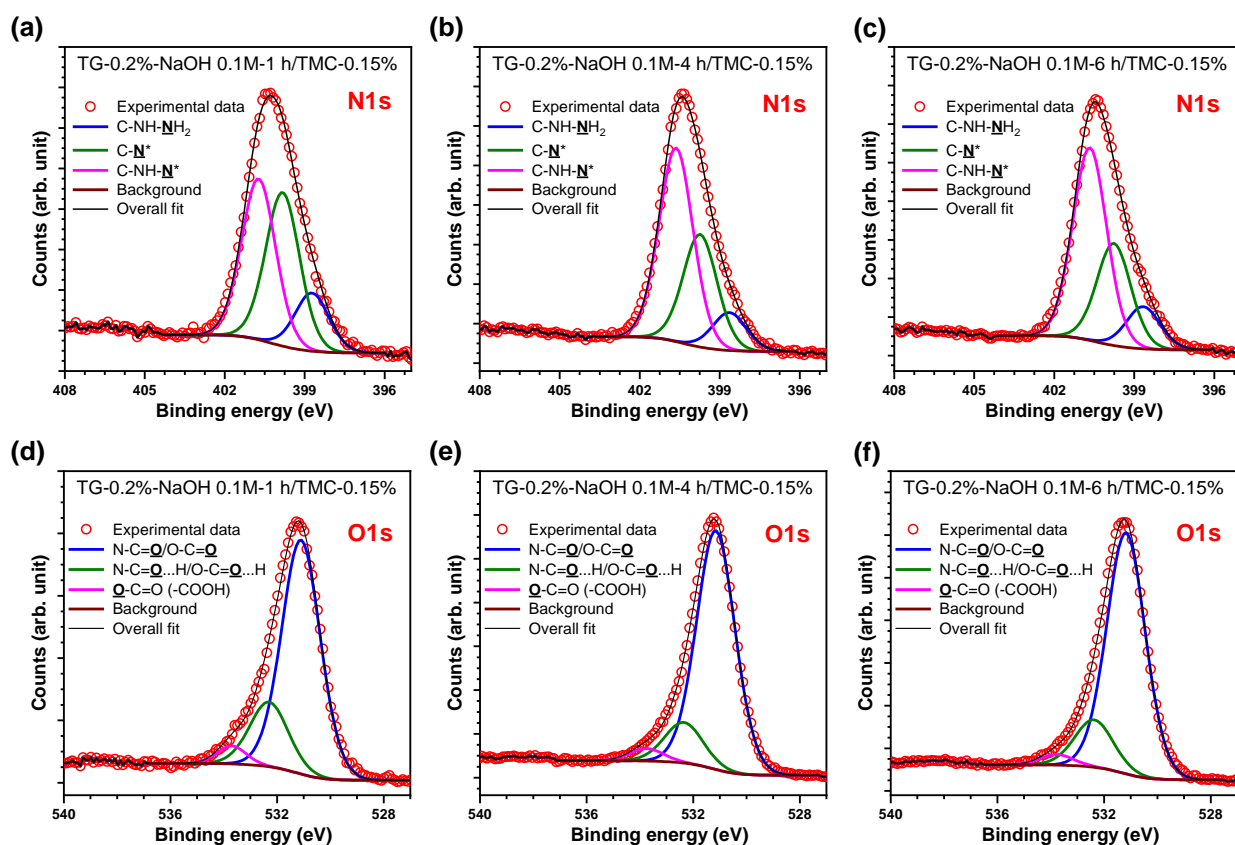 (a)
TG-0.2%-NaOH 0.1M-1 h/TMC-0.15%
N1s
Experimental data
C-NH-NH₂
C-N*
C-NH-N*
Background
Overall fit
Counts (arb. unit)
408 405 402 399 396
Binding energy (eV)
(b)
TG-0.2%-NaOH 0.1M-4 h/TMC-0.15%
N1s
Experimental data
C-NH-NH₂
C-N*
C-NH-N*
Background
Overall fit
Counts (arb. unit)
408 405 402 399 396
Binding energy (eV)
(c)
TG-0.2%-NaOH 0.1M-6 h/TMC-0.15%
N1s
Experimental data
C-NH-NH₂
C-N*
C-NH-N*
Background
Overall fit
Counts (arb. unit)
408 405 402 399 396
Binding energy (eV)
(d)
TG-0.2%-NaOH 0.1M-1 h/TMC-0.15%
O1s
Experimental data
N-C=O/O-C=O
N-C=O...H/O-C=O...H
O-C=O (-COOH)
Background
Overall fit
Counts (arb. unit)
540 536 532 528
Binding energy (eV)
(e)
TG-0.2%-NaOH 0.1M-4 h/TMC-0.15%
O1s
Experimental data
N-C=O/O-C=O
N-C=O...H/O-C=O...H
O-C=O (-COOH)
Background
Overall fit
Counts (arb. unit)
540 536 532 528
Binding energy (eV)
(f)
TG-0.2%-NaOH 0.1M-6 h/TMC-0.15%
O1s
Experimental data
N-C=O/O-C=O
N-C=O...H/O-C=O...H
O-C=O (-COOH)
Background
Overall fit
Counts (arb. unit)
540 536 532 528
Binding energy (eV)